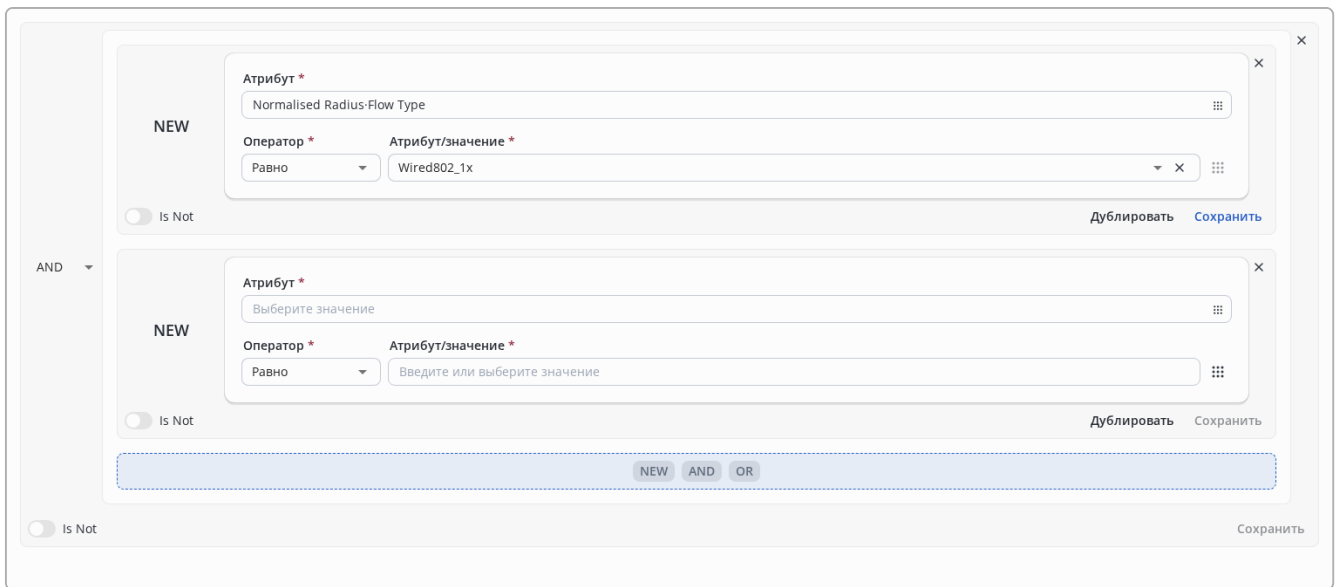 Атрибут *
Normalised Radius·Flow Type
NEW
Оператор * Атрибут/значение *
Равно Wired802_1x
Is Not Дублировать Сохранить
AND
Атрибут *
Выберите значение
NEW
Оператор * Атрибут/значение *
Равно Введите или выберите значение
Is Not Дублировать Сохранить
NEW AND OR
Is Not Сохранить